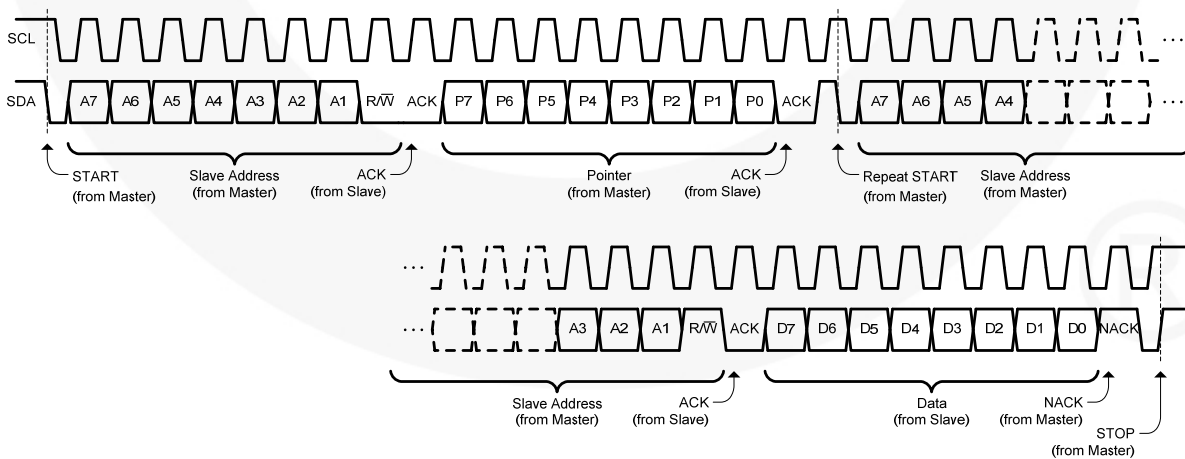 SCL
...
SDA A7 A6 A5 A4 A3 A2 A1 R/W̅ ACK P7 P6 P5 P4 P3 P2 P1 P0 ACK A7 A6 A5 A4 ...
START
(from Master)
Slave Address
(from Master)
ACK
(from Slave)
Pointer
(from Master)
ACK
(from Slave)
Repeat START
(from Master)
Slave Address
(from Master)
...
... A3 A2 A1 R/W̅ ACK D7 D6 D5 D4 D3 D2 D1 D0 NACK
Slave Address
(from Master)
ACK
(from Slave)
Data
(from Slave)
NACK
(from Master)
STOP
(from Master)
®